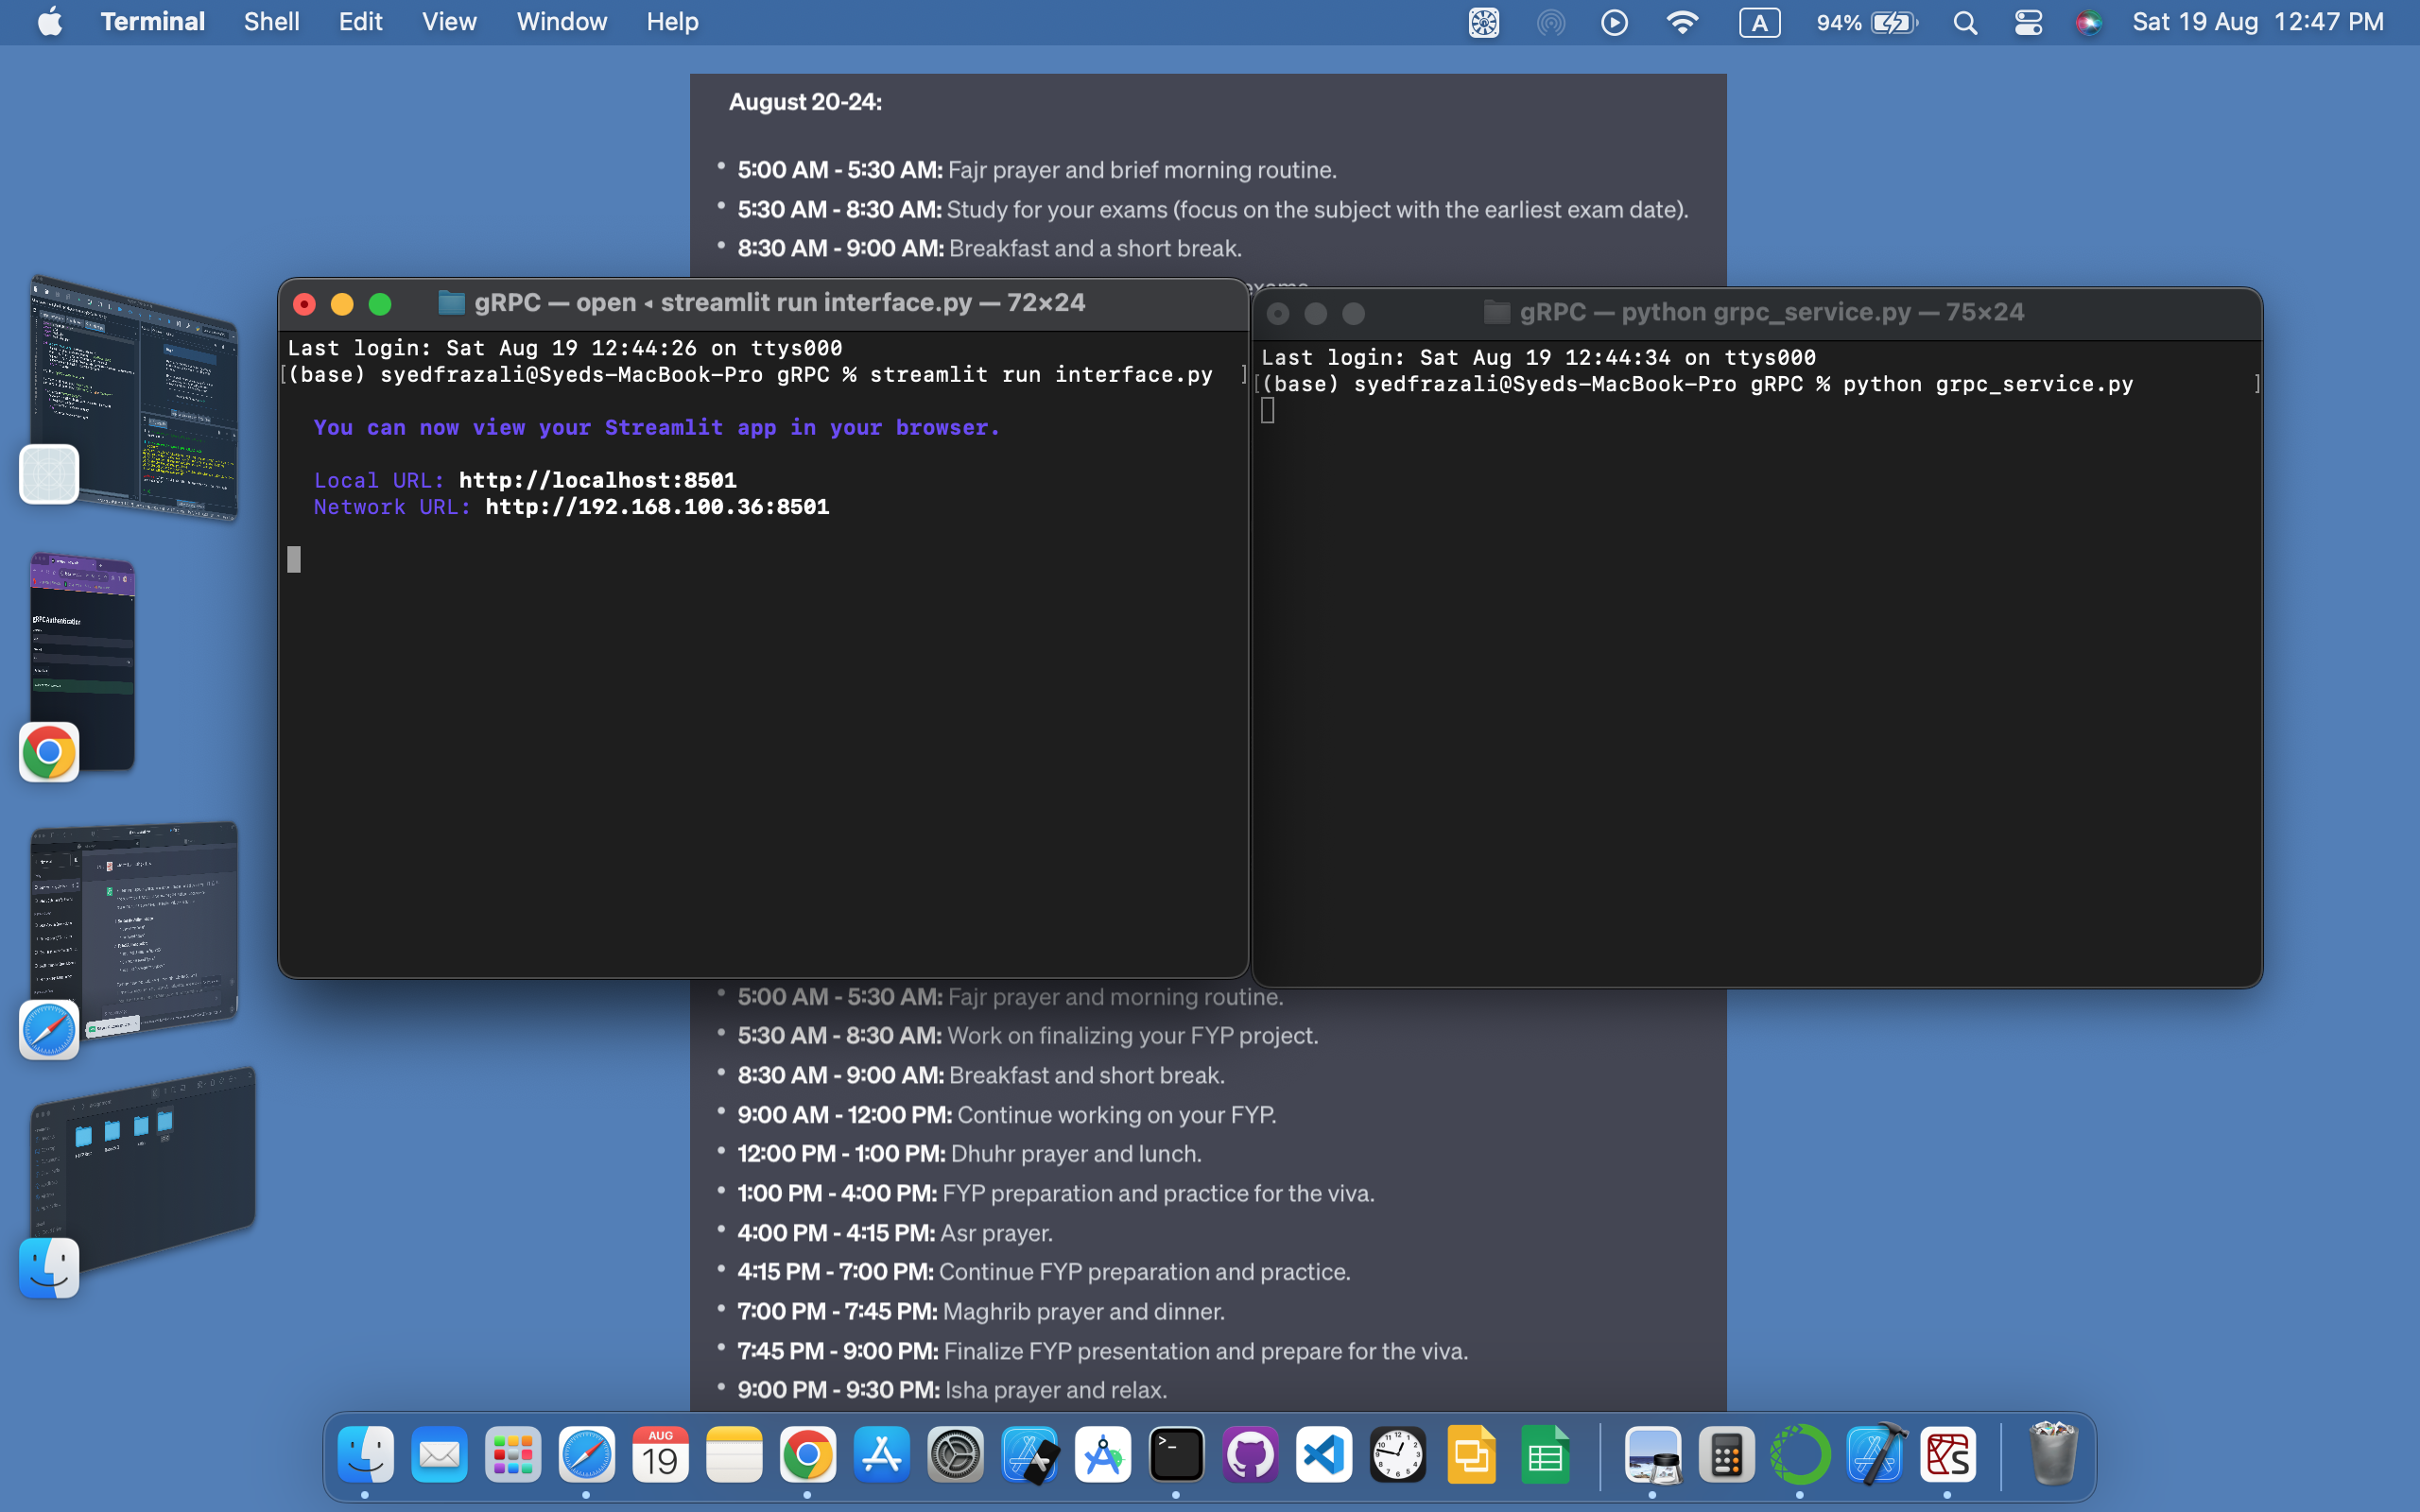 Terminal Shell Edit View Window Help A 94% Sat 19 Aug 12:47 PM
August 20-24:
• 5:00 AM - 5:30 AM: Fajr prayer and brief morning routine.
• 5:30 AM - 8:30 AM: Study for your exams (focus on the subject with the earliest exam date).
• 8:30 AM - 9:00 AM: Breakfast and a short break.
gRPC — open ◂ streamlit run interface.py — 72×24
Last login: Sat Aug 19 12:44:26 on ttys000
[(base) syedfrazali@Syeds-MacBook-Pro gRPC % streamlit run interface.py ]
You can now view your Streamlit app in your browser.
Local URL: http://localhost:8501
Network URL: http://192.168.100.36:8501
gRPC — python grpc_service.py — 75×24
Last login: Sat Aug 19 12:44:34 on ttys000
[(base) syedfrazali@Syeds-MacBook-Pro gRPC % python grpc_service.py ]
gRPC Authentication
• 5:00 AM - 5:30 AM: Fajr prayer and morning routine.
• 5:30 AM - 8:30 AM: Work on finalizing your FYP project.
• 8:30 AM - 9:00 AM: Breakfast and short break.
• 9:00 AM - 12:00 PM: Continue working on your FYP.
• 12:00 PM - 1:00 PM: Dhuhr prayer and lunch.
• 1:00 PM - 4:00 PM: FYP preparation and practice for the viva.
• 4:00 PM - 4:15 PM: Asr prayer.
• 4:15 PM - 7:00 PM: Continue FYP preparation and practice.
• 7:00 PM - 7:45 PM: Maghrib prayer and dinner.
• 7:45 PM - 9:00 PM: Finalize FYP presentation and prepare for the viva.
• 9:00 PM - 9:30 PM: Isha prayer and relax.
AUG
19